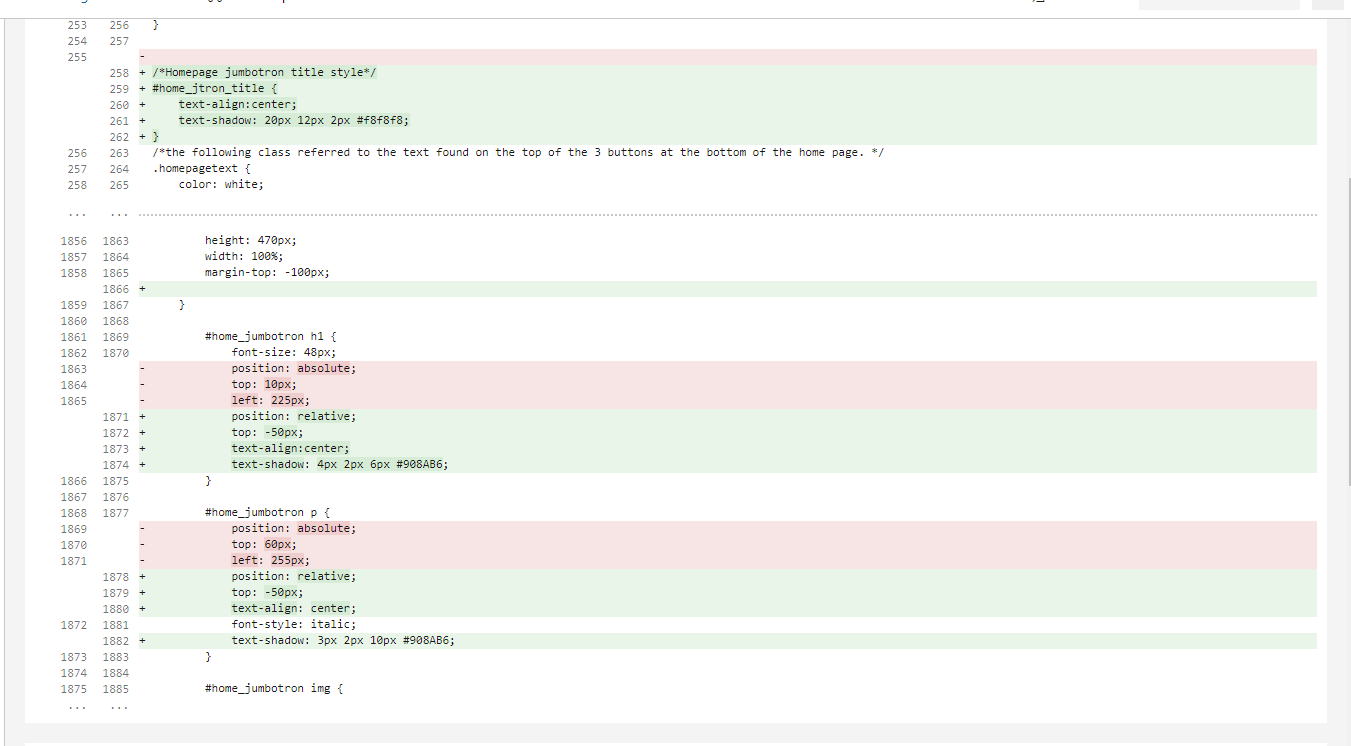 253 256 }
254 257
255 -
258 + /*Homepage jumbotron title style*/
259 + #home_jtron_title {
260 + text-align:center;
261 + text-shadow: 20px 12px 2px #f8f8f8;
262 + }
256 263 /*the following class referred to the text found on the top of the 3 buttons at the bottom of the home page. */
257 264 .homepagetext {
258 265 color: white;
... ...
1856 1863 height: 470px;
1857 1864 width: 100%;
1858 1865 margin-top: -100px;
1866 +
1859 1867 }
1860 1868
1861 1869 #home_jumbotron h1 {
1862 1870 font-size: 48px;
1863 - position: absolute;
1864 - top: 10px;
1865 - left: 225px;
1871 + position: relative;
1872 + top: -50px;
1873 + text-align:center;
1874 + text-shadow: 4px 2px 6px #908AB6;
1866 1875 }
1867 1876
1868 1877 #home_jumbotron p {
1869 - position: absolute;
1870 - top: 60px;
1871 - left: 255px;
1878 + position: relative;
1879 + top: -50px;
1880 + text-align: center;
1872 1881 font-style: italic;
1882 + text-shadow: 3px 2px 10px #908AB6;
1873 1883 }
1874 1884
1875 1885 #home_jumbotron img {
... ...